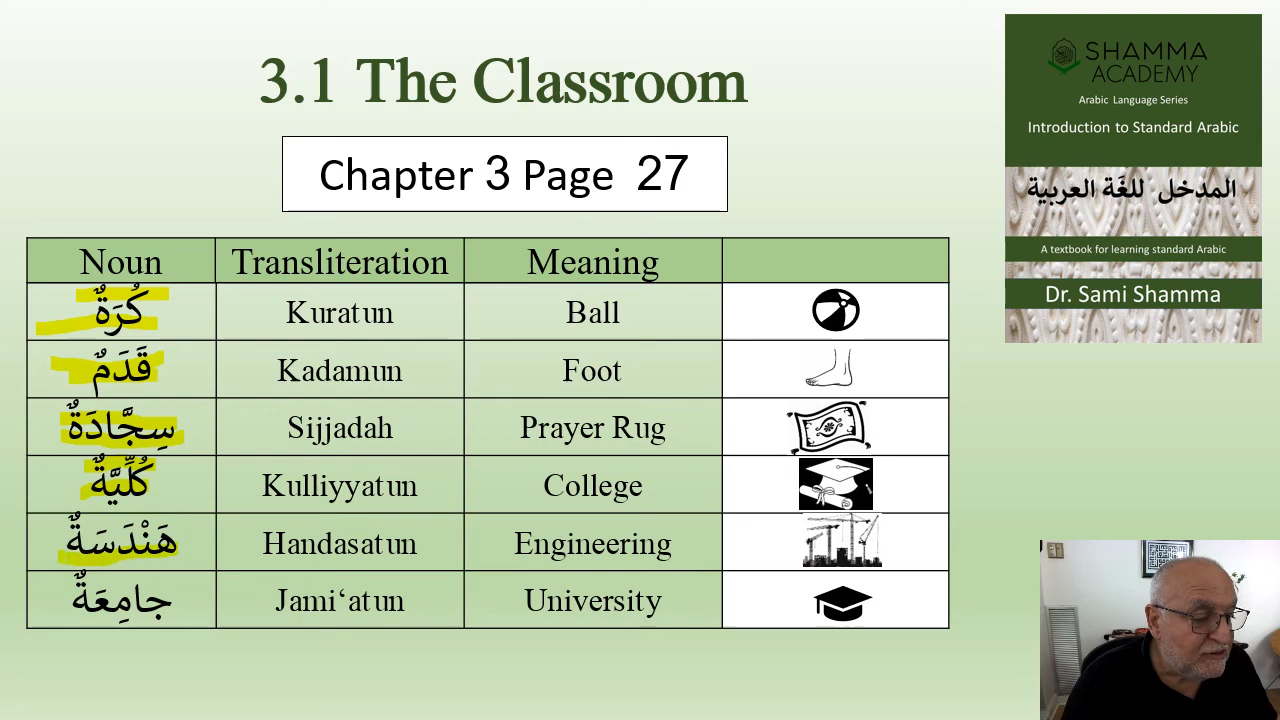 3.1 The Classroom
Chapter 3 Page 27
Noun Transliteration Meaning
كُرَةٌ Kuratun Ball
قَدَمٌ Kadamun Foot
سِجَّادَةٌ Sijjadah Prayer Rug
كُلِّيَّةٌ Kulliyyatun College
هَنْدَسَةٌ Handasatun Engineering
جامِعَةٌ Jami‘atun University
SHAMMA
ACADEMY
Arabic Language Series
Introduction to Standard Arabic
المدخل للغَة العربية
A textbook for learning standard Arabic
Dr. Sami Shamma